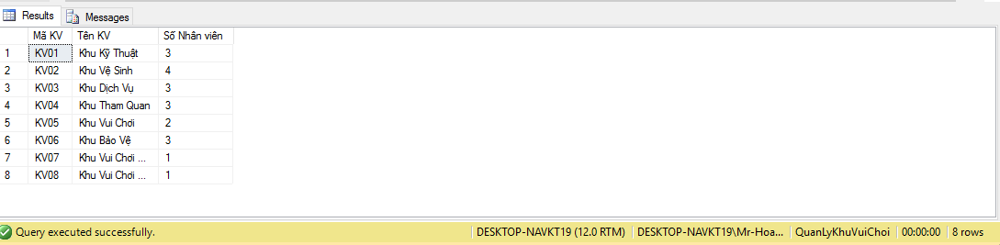 Results Messages
Mã KV Tên KV Số Nhân viên
1 KV01 Khu Kỹ Thuật 3
2 KV02 Khu Vệ Sinh 4
3 KV03 Khu Dịch Vụ 3
4 KV04 Khu Tham Quan 3
5 KV05 Khu Vui Chơi 2
6 KV06 Khu Bảo Vệ 3
7 KV07 Khu Vui Chơi ... 1
8 KV08 Khu Vui Chơi ... 1
Query executed successfully. DESKTOP-NAVKT19 (12.0 RTM) DESKTOP-NAVKT19\Mr-Hoa... QuanLyKhuVuiChoi 00:00:00 8 rows